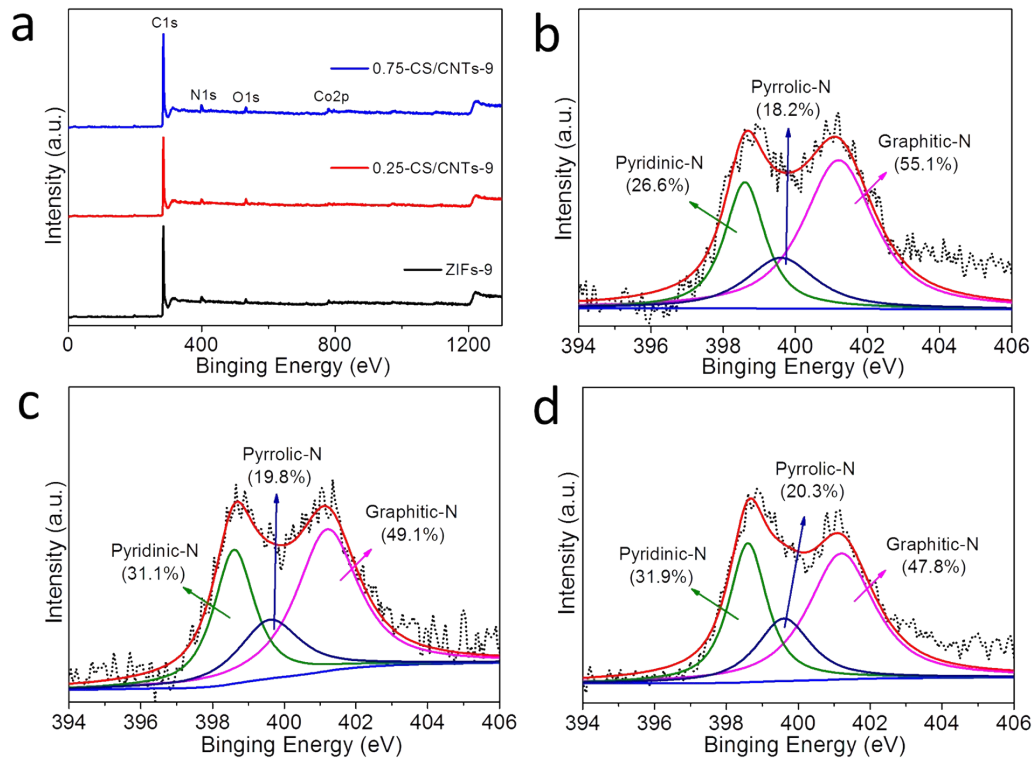 a
C1s
0.75-CS/CNTs-9
N1s
O1s
Co2p
0.25-CS/CNTs-9
ZIFs-9
Intensity (a.u.)
0 400 800 1200
Binging Energy (eV)
b
Pyrrolic-N
(18.2%)
Graphitic-N
(55.1%)
Pyridinic-N
(26.6%)
Intensity (a.u.)
394 396 398 400 402 404 406
Binging Energy (eV)
c
Pyrrolic-N
(19.8%)
Graphitic-N
(49.1%)
Pyridinic-N
(31.1%)
Intensity (a.u.)
394 396 398 400 402 404 406
Binging Energy (eV)
d
Pyrrolic-N
(20.3%)
Graphitic-N
(47.8%)
Pyridinic-N
(31.9%)
Intensity (a.u.)
394 396 398 400 402 404 406
Binging Energy (eV)